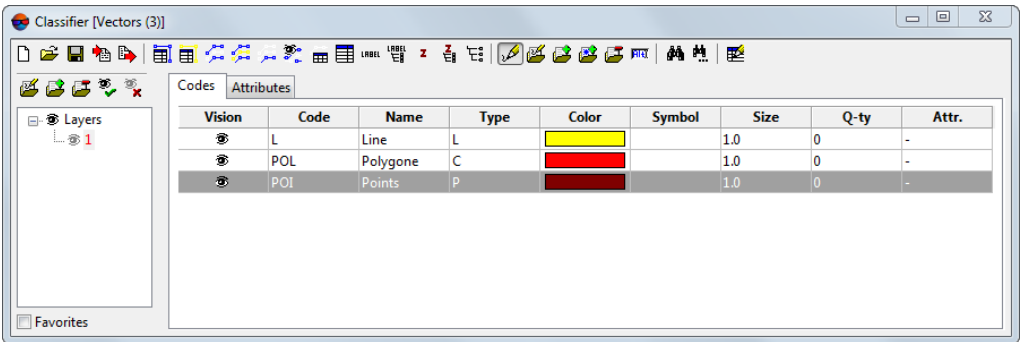 Classifier [Vectors (3)]
LABEL LABEL Z Z
Codes Attributes
Layers
1
Vision Code Name Type Color Symbol Size Q-ty Attr.
L Line L 1.0 0 -
POL Polygone C 1.0 0 -
POI Points P 1.0 0 -
Favorites